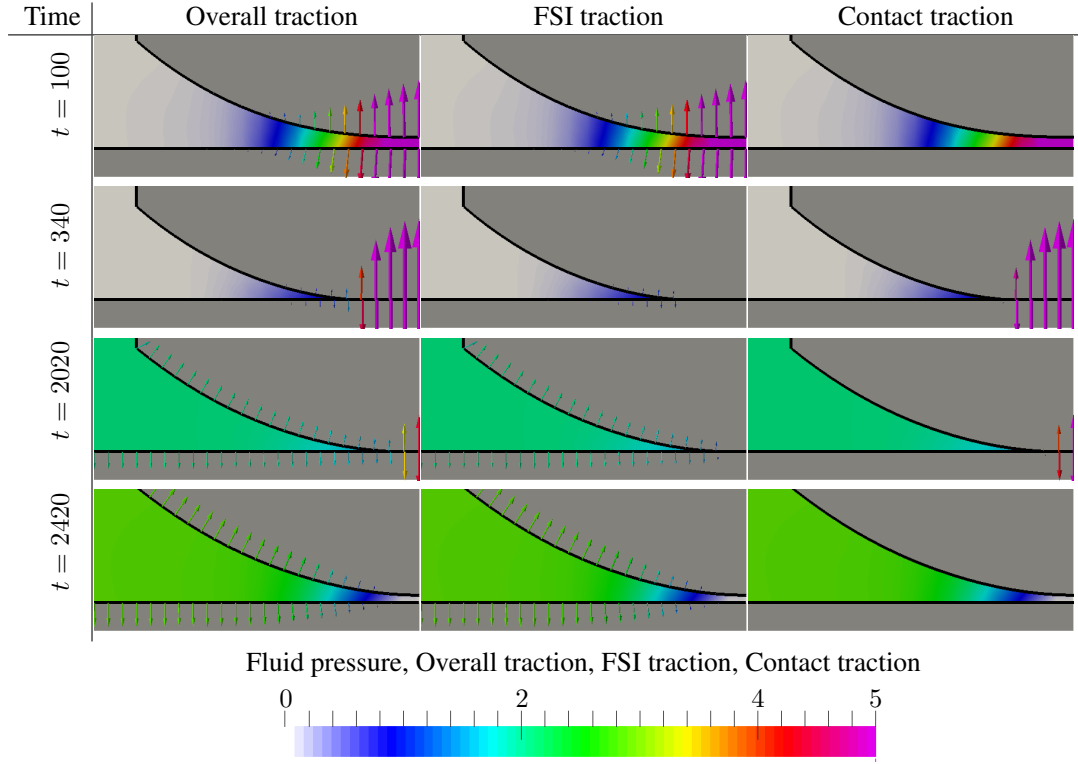 Time Overall traction FSI traction Contact traction
t = 100
t = 340
t = 2020
t = 2420
Fluid pressure, Overall traction, FSI traction, Contact traction
0 2 4 5